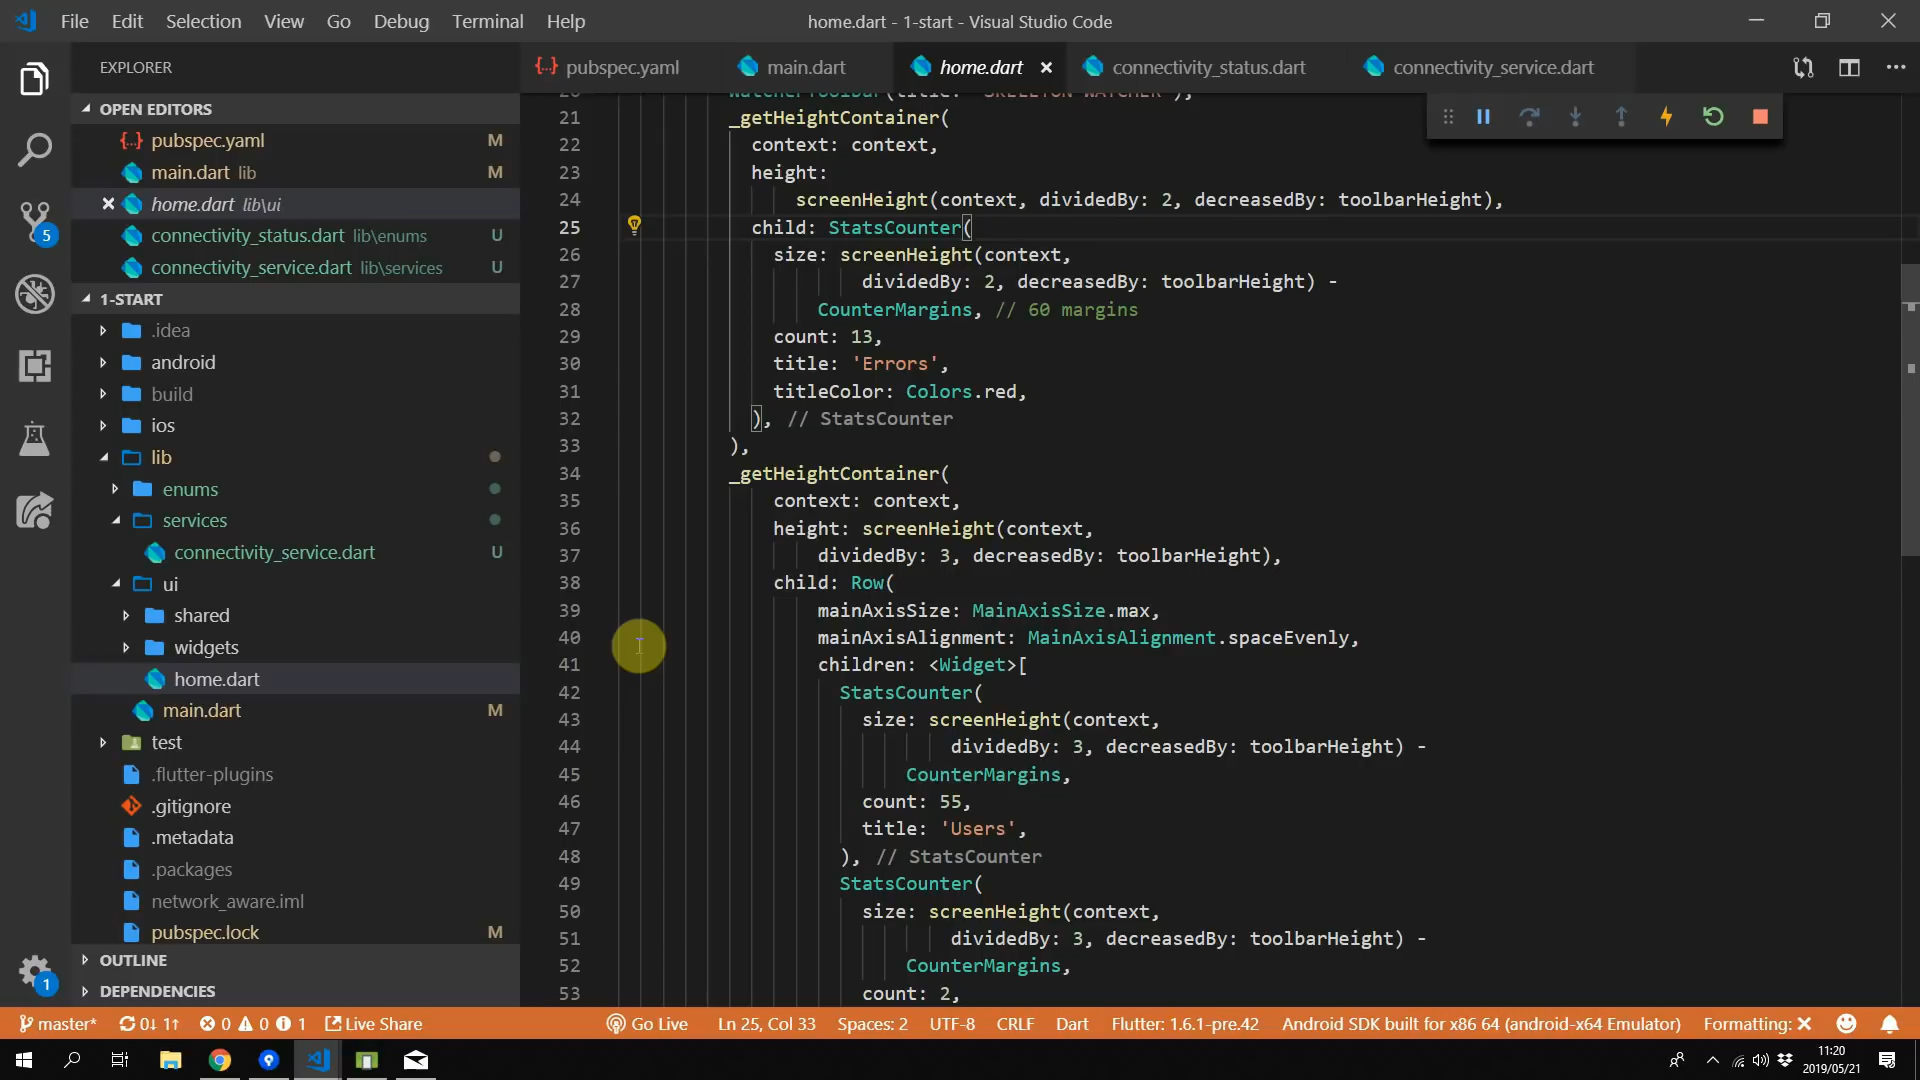 File Edit Selection View Go Debug Terminal Help
home.dart - 1-start - Visual Studio Code
EXPLORER
OPEN EDITORS
pubspec.yaml M
main.dart lib M
home.dart lib\ui
connectivity_status.dart lib\enums U
connectivity_service.dart lib\services U
1-START
.idea
android
build
ios
lib
enums
services
connectivity_service.dart U
ui
shared
widgets
home.dart
main.dart M
test
.flutter-plugins
.gitignore
.metadata
.packages
network_aware.iml
pubspec.lock M
OUTLINE
DEPENDENCIES
5
1
pubspec.yaml main.dart home.dart connectivity_status.dart connectivity_service.dart
20 WatcherToolbar(title: 'SKELETON WATCHER'),
21 _getHeightContainer(
22 context: context,
23 height:
24 screenHeight(context, dividedBy: 2, decreasedBy: toolbarHeight),
25 child: StatsCounter(
26 size: screenHeight(context,
27 dividedBy: 2, decreasedBy: toolbarHeight) -
28 CounterMargins, // 60 margins
29 count: 13,
30 title: 'Errors',
31 titleColor: Colors.red,
32 ), // StatsCounter
33 ),
34 _getHeightContainer(
35 context: context,
36 height: screenHeight(context,
37 dividedBy: 3, decreasedBy: toolbarHeight),
38 child: Row(
39 mainAxisSize: MainAxisSize.max,
40 mainAxisAlignment: MainAxisAlignment.spaceEvenly,
41 children: <Widget>[
42 StatsCounter(
43 size: screenHeight(context,
44 dividedBy: 3, decreasedBy: toolbarHeight) -
45 CounterMargins,
46 count: 55,
47 title: 'Users',
48 ), // StatsCounter
49 StatsCounter(
50 size: screenHeight(context,
51 dividedBy: 3, decreasedBy: toolbarHeight) -
52 CounterMargins,
53 count: 2,
master* 0↓ 1↑ 0 0 1 Live Share Go Live Ln 25, Col 33 Spaces: 2 UTF-8 CRLF Dart Flutter: 1.6.1-pre.42 Android SDK built for x86 64 (android-x64 Emulator) Formatting: ✕
11:20
2019/05/21